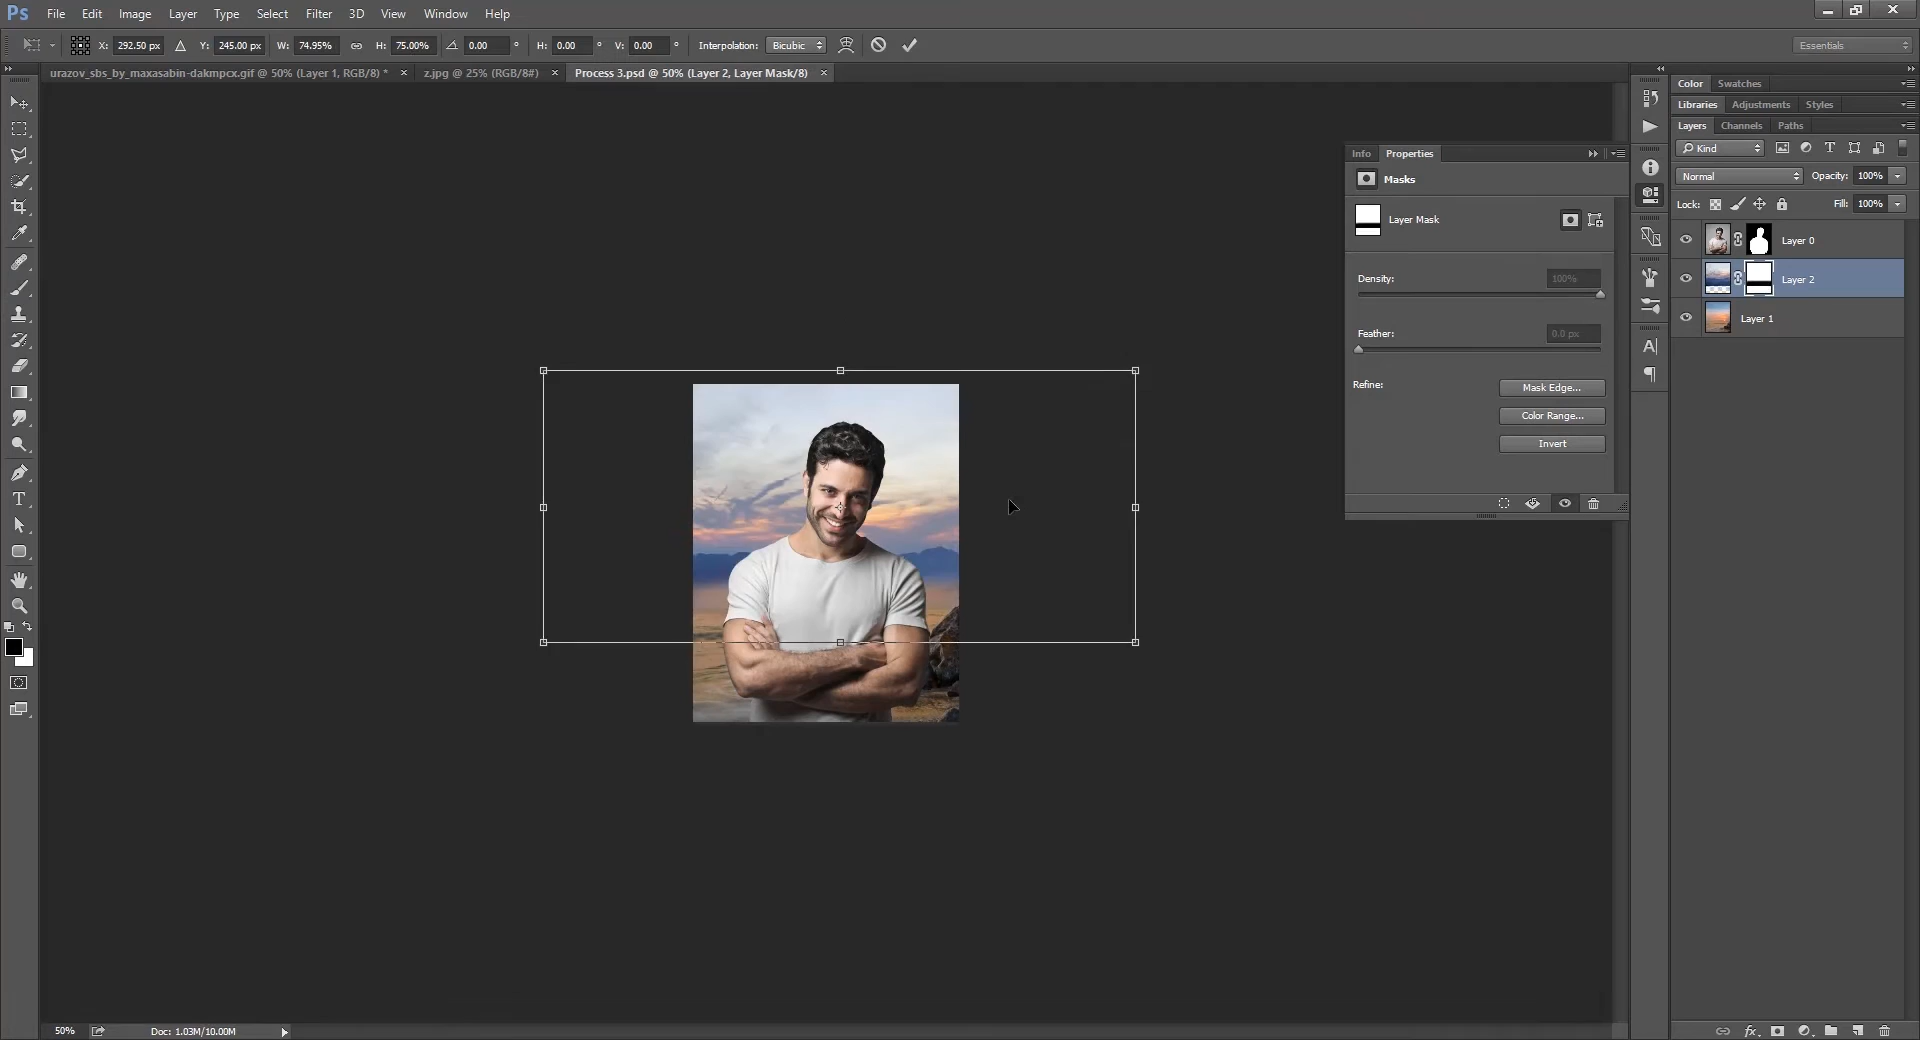 Ps File Edit Image Layer Type Select Filter 3D View Window Help
X: 292.50 px Y: 245.00 px W: 74.95% H: 75.00% 0.00 ° H: 0.00 ° V: 0.00 ° Interpolation: Bicubic Essentials
urazov_sbs_by_maxasabin-dakmpcx.gif @ 50% (Layer 1, RGB/8) * × z.jpg @ 25% (RGB/8#) × Process 3.psd @ 50% (Layer 2, Layer Mask/8) ×
Color Swatches
Libraries Adjustments Styles
Layers Channels Paths
Kind
Normal Opacity: 100%
Lock: Fill: 100%
Layer 0
Layer 2
Layer 1
Info Properties
Masks
Layer Mask
Density: 100%
Feather: 0.0 px
Refine: Mask Edge...
Color Range...
Invert
50% Doc: 1.03M/10.00M